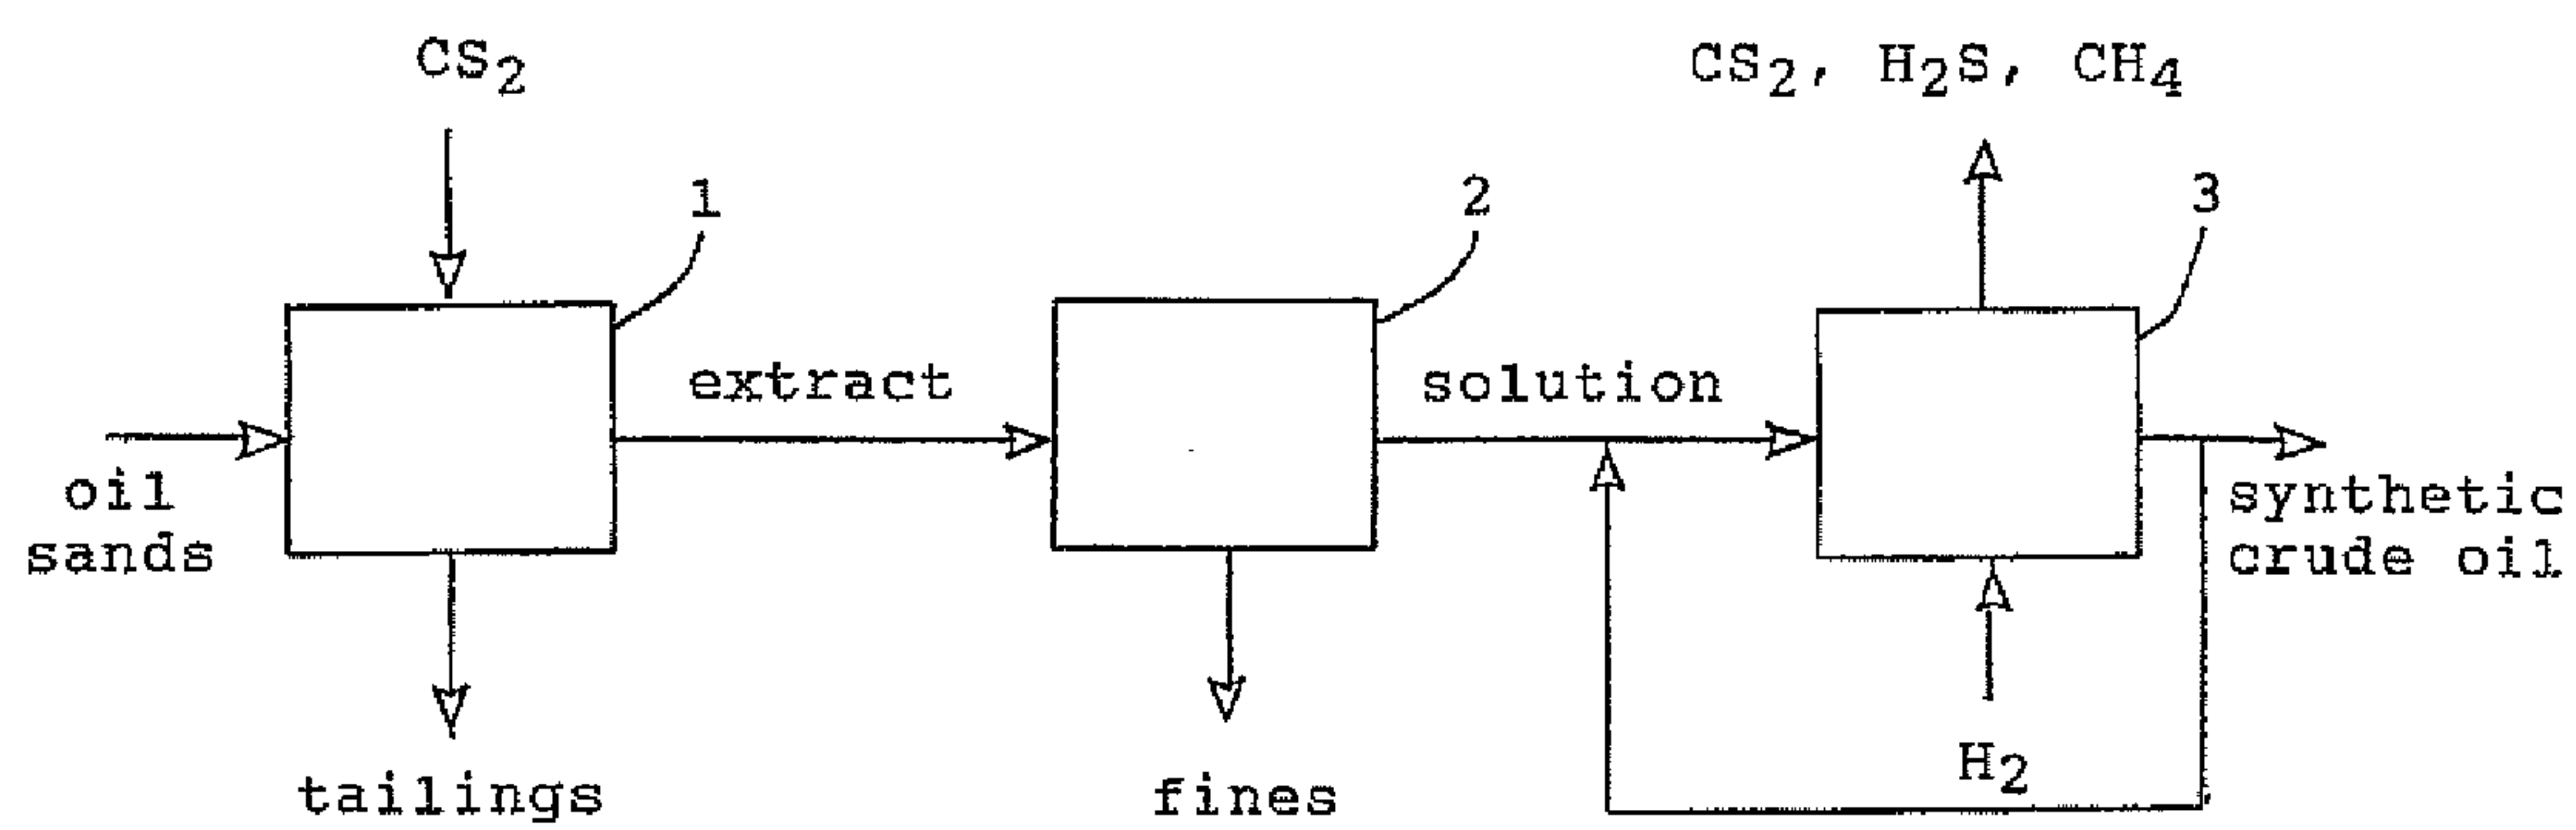 CS2
CS2, H2S, CH4
1
2
3
extract
solution
oil
sands
synthetic
crude oil
H2
tailings
fines